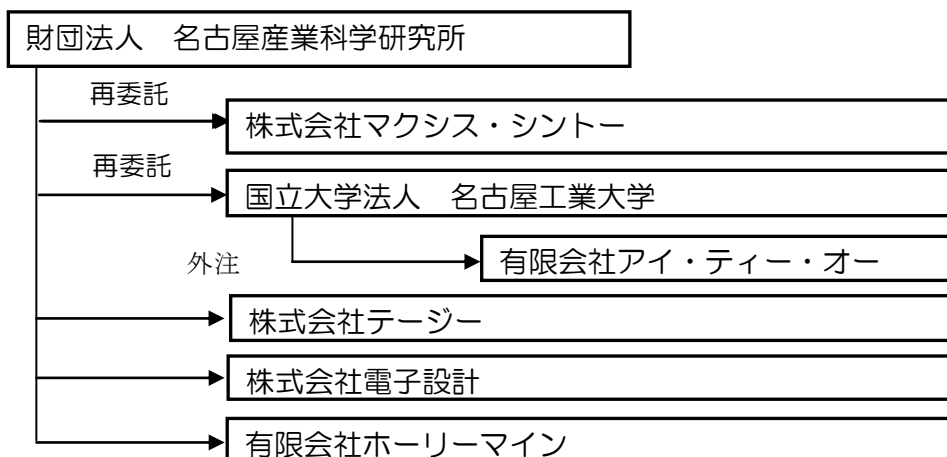 財団法人　名古屋産業科学研究所
再委託
株式会社マクシス・シントー
再委託
国立大学法人　名古屋工業大学
外注
有限会社アイ・ティー・オー
株式会社テージー
株式会社電子設計
有限会社ホーリーマイン